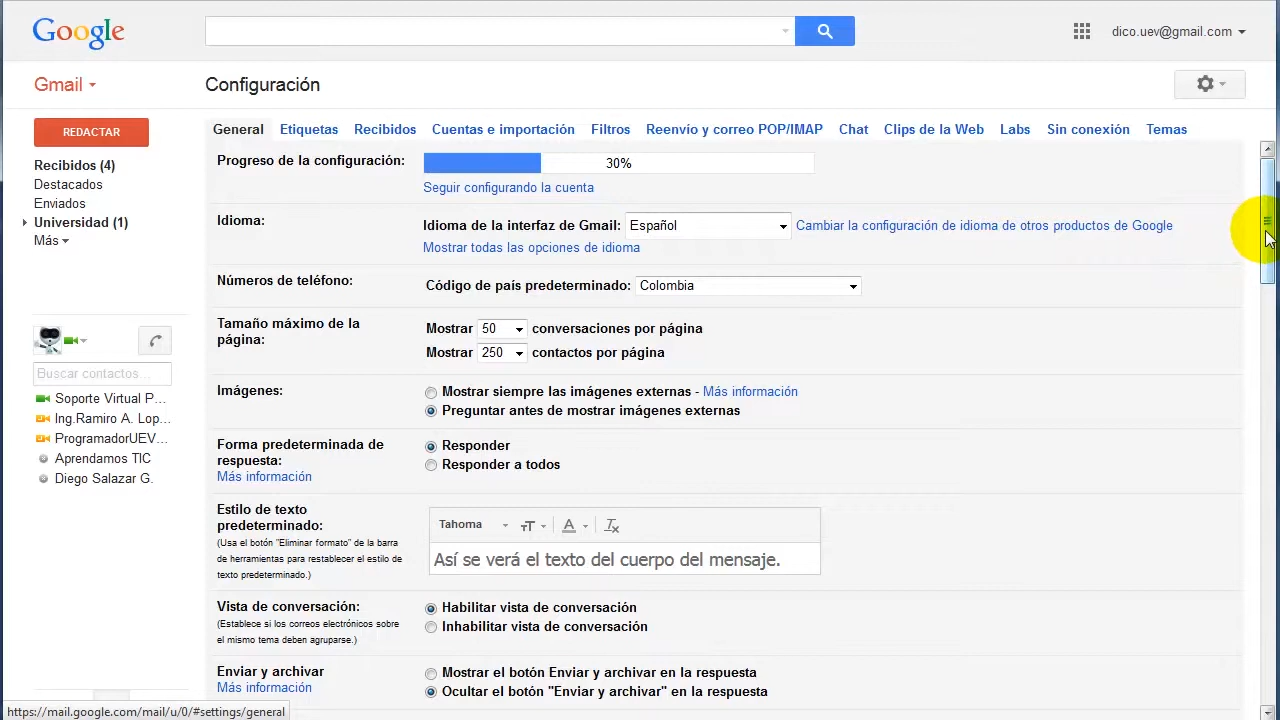 Google
dico.uev@gmail.com
Gmail
Configuración
REDACTAR
General Etiquetas Recibidos Cuentas e importación Filtros Reenvío y correo POP/IMAP Chat Clips de la Web Labs Sin conexión Temas
Recibidos (4)
Destacados
Enviados
Universidad (1)
Más
Buscar contactos...
Soporte Virtual P...
Ing.Ramiro A. Lop...
ProgramadorUEV...
Aprendamos TIC
Diego Salazar G.
Progreso de la configuración: 30%
Seguir configurando la cuenta
Idioma: Idioma de la interfaz de Gmail: Español Cambiar la configuración de idioma de otros productos de Google
Mostrar todas las opciones de idioma
Números de teléfono: Código de país predeterminado: Colombia
Tamaño máximo de la
página:
Mostrar 50 conversaciones por página
Mostrar 250 contactos por página
Imágenes: Mostrar siempre las imágenes externas - Más información
Preguntar antes de mostrar imágenes externas
Forma predeterminada de
respuesta:
Más información
Responder
Responder a todos
Estilo de texto
predeterminado:
(Usa el botón "Eliminar formato" de la barra
de herramientas para restablecer el estilo de
texto predeterminado.)
Tahoma
Así se verá el texto del cuerpo del mensaje.
Vista de conversación:
(Establece si los correos electrónicos sobre
el mismo tema deben agruparse.)
Habilitar vista de conversación
Inhabilitar vista de conversación
Enviar y archivar
Más información
Mostrar el botón Enviar y archivar en la respuesta
Ocultar el botón "Enviar y archivar" en la respuesta
https://mail.google.com/mail/u/0/#settings/general